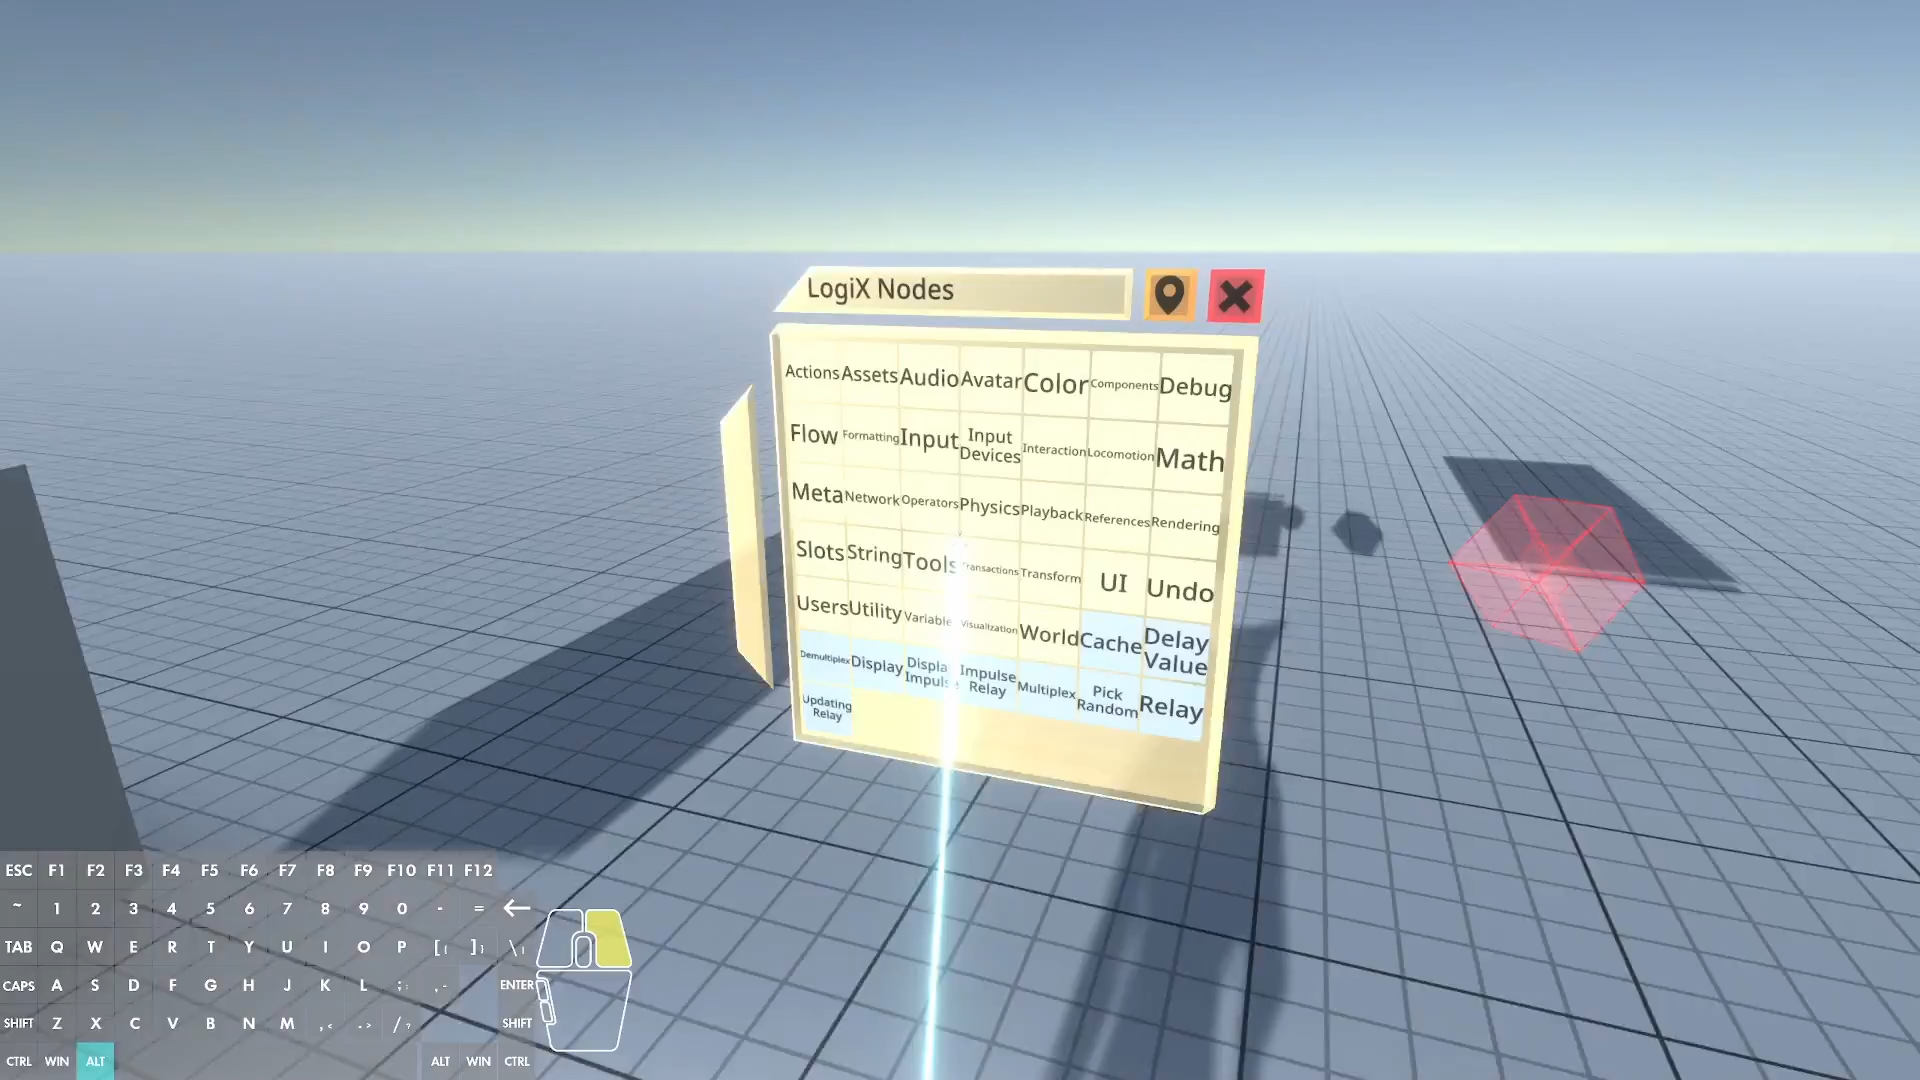 LogiX Nodes
Actions Assets Audio Avatar Color Components Debug
Flow Formatting Input Input Devices Interaction Locomotion Math
Meta Network Operators Physics Playback References Rendering
Slots String Tools Transactions Transform UI Undo
Users Utility Variable Visualization World Cache Delay Value
Demultiplex Display Impulse Relay Multiplex Pick Random Relay
Updating Relay
ESC F1 F2 F3 F4 F5 F6 F7 F8 F9 F10 F11 F12
~ 1 2 3 4 5 6 7 8 9 0 - = ←
TAB Q W E R T Y U I O P [{ ]} \|
CAPS A S D F G H J K L ;: ENTER
SHIFT Z X C V B N M ,< .> /? SHIFT
CTRL WIN ALT ALT WIN CTRL